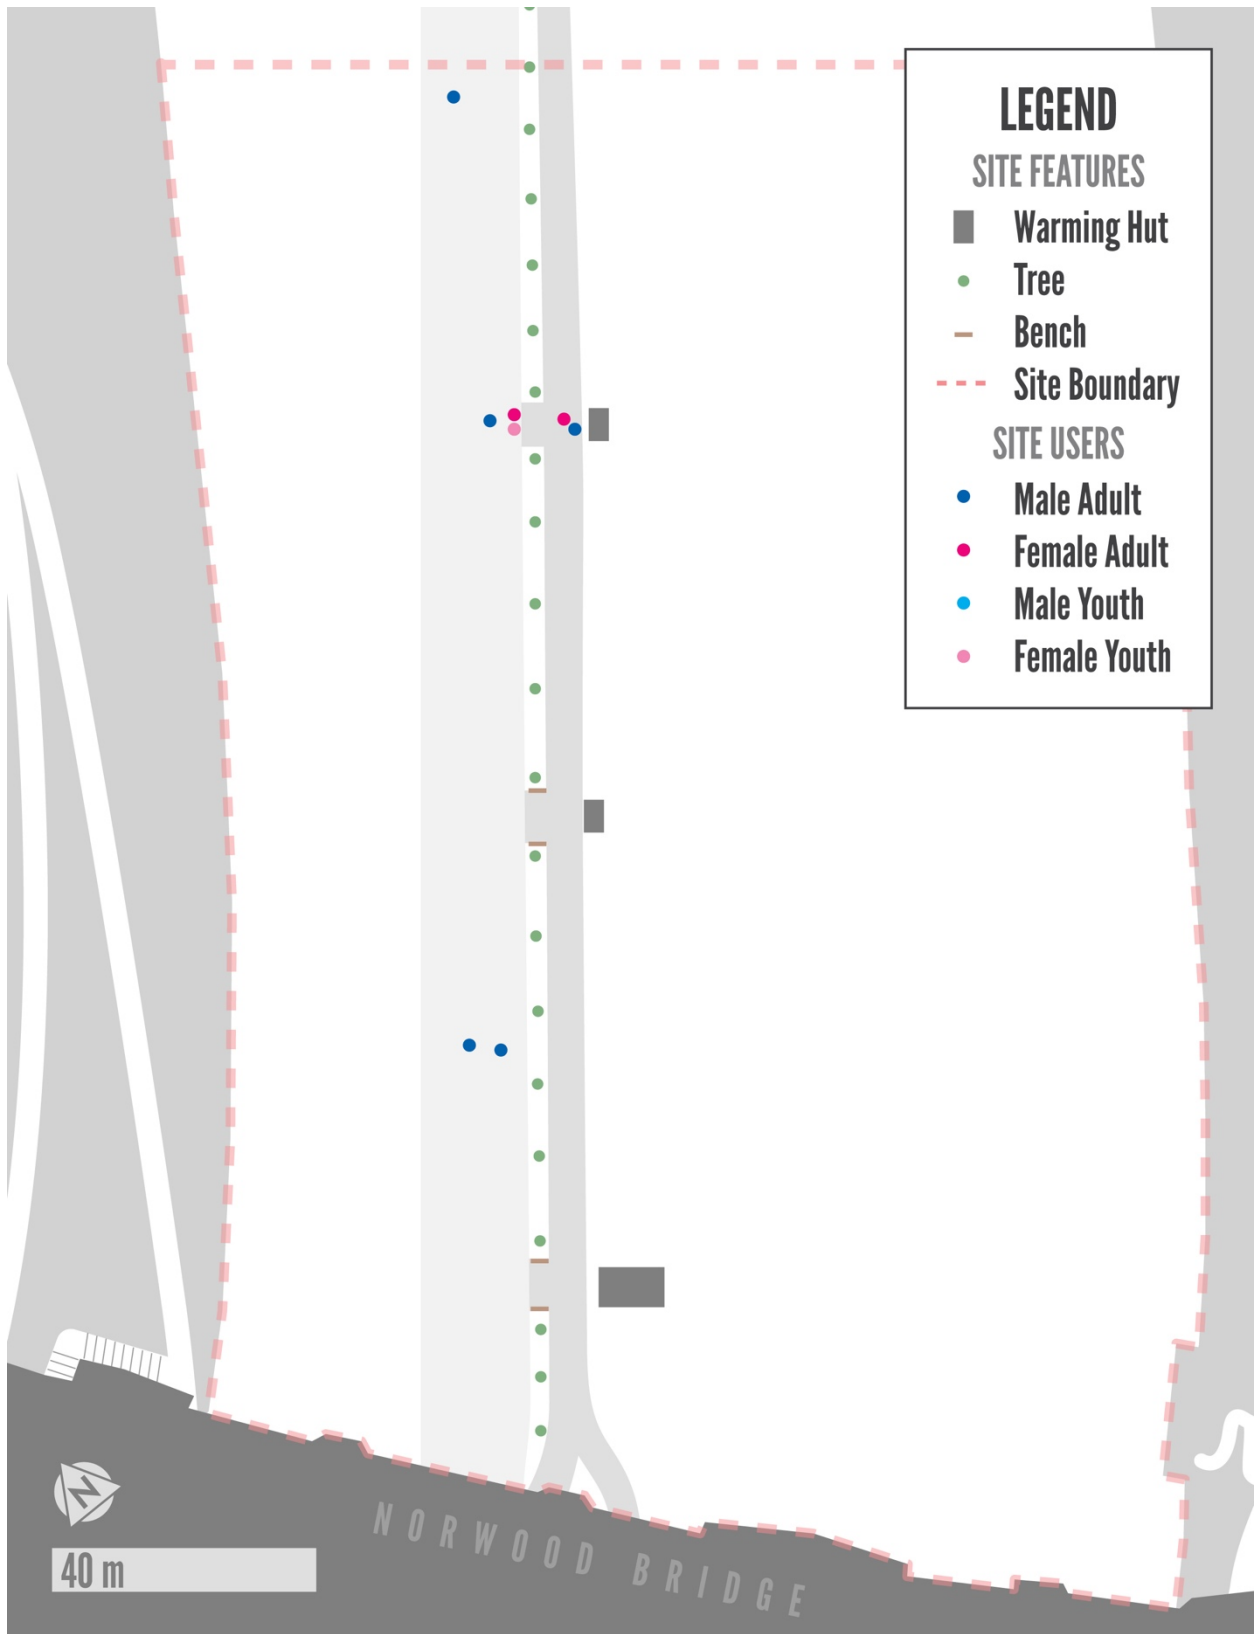 LEGEND
SITE FEATURES
Warming Hut
Tree
Bench
Site Boundary
SITE USERS
Male Adult
Female Adult
Male Youth
Female Youth
N
40 m
NORWOOD BRIDGE